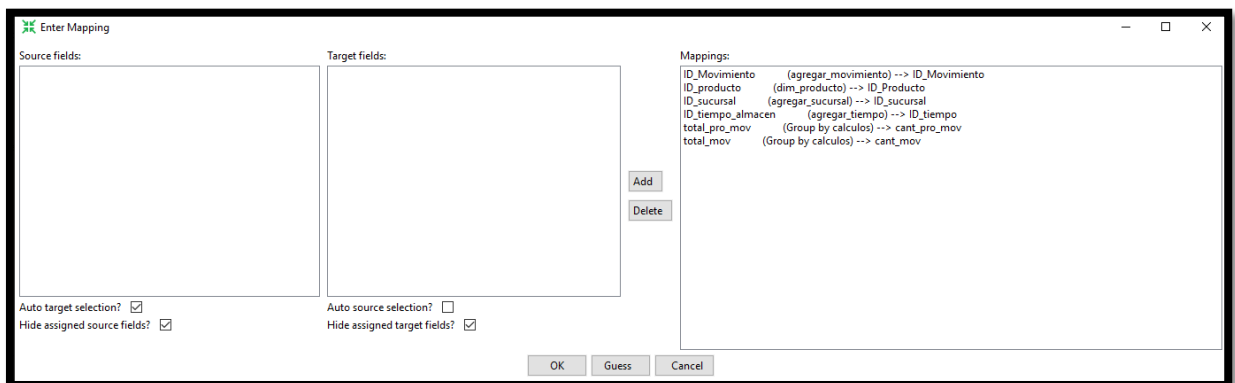 Enter Mapping
Source fields:
Target fields:
Mappings:
ID_Movimiento (agregar_movimiento) --> ID_Movimiento
ID_producto (dim_producto) --> ID_Producto
ID_sucursal (agregar_sucursal) --> ID_sucursal
ID_tiempo_almacen (agregar_tiempo) --> ID_tiempo
total_pro_mov (Group by calculos) --> cant_pro_mov
total_mov (Group by calculos) --> cant_mov
Add
Delete
Auto target selection?
Auto source selection?
Hide assigned source fields?
Hide assigned target fields?
OK
Guess
Cancel